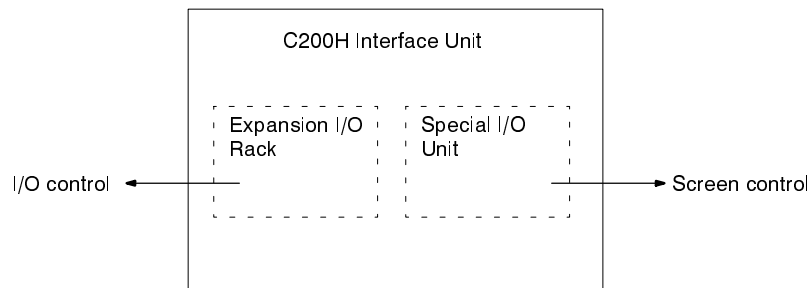 C200H Interface Unit
Expansion I/O
Rack
Special I/O
Unit
I/O control
Screen control